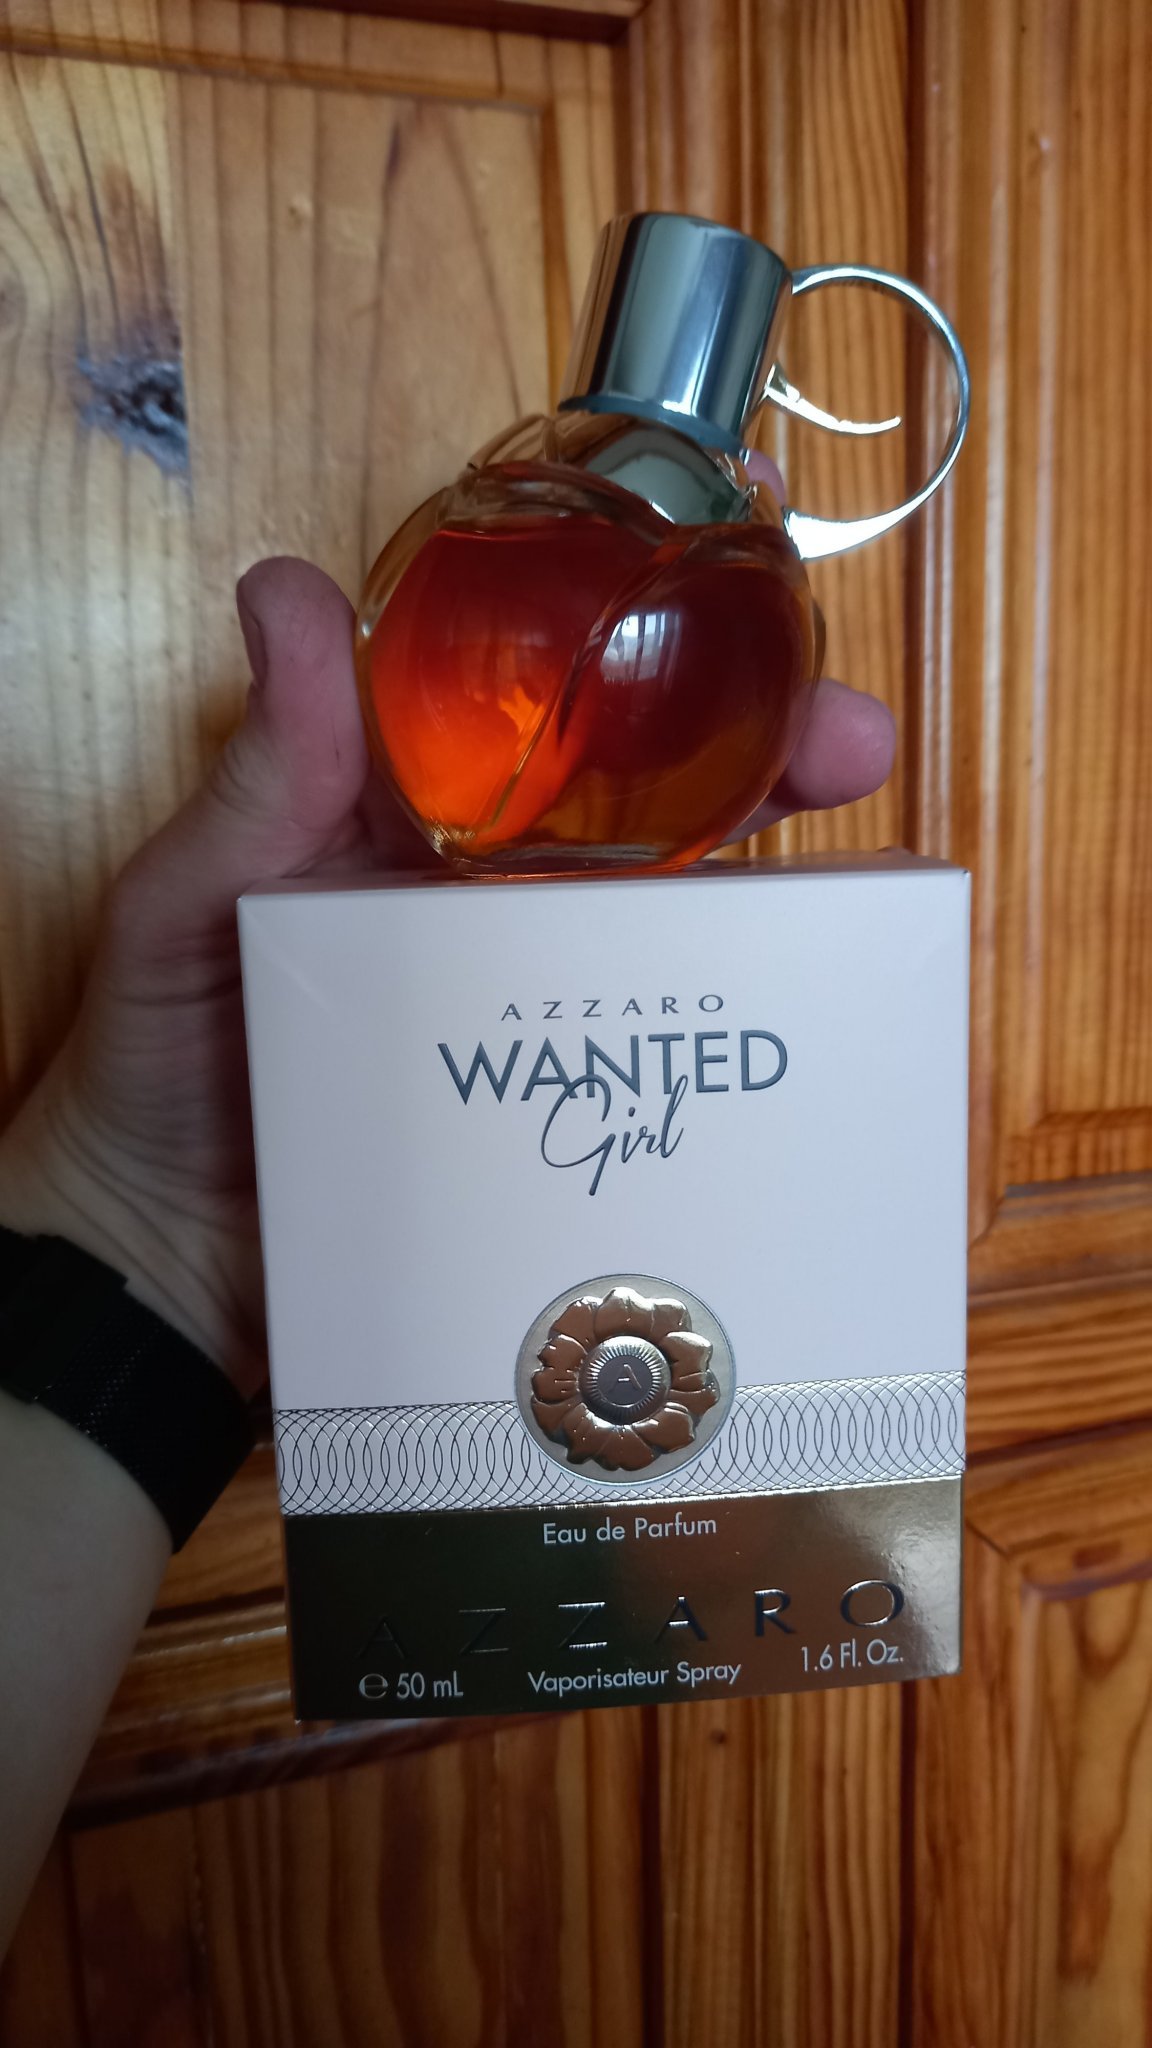 AZZARO
WANTED
Girl
A
Eau de Parfum
AZZARO
℮ 50 mL Vaporisateur Spray 1.6 Fl. Oz.